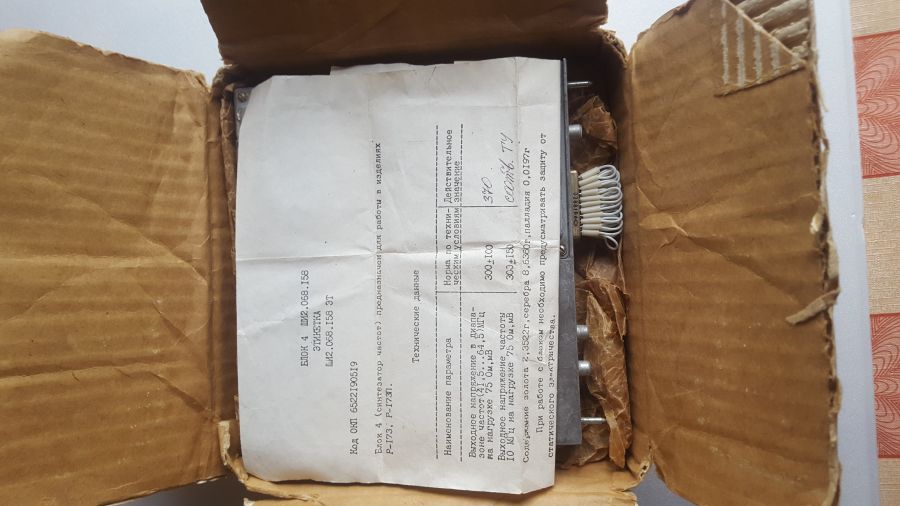 БЛОК 4 ШИ2.068.158
ЭТИКЕТКА
ШИ2.068.158 ЭТ
Код ОКП 6522190519
Блок 4 (синтезатор частот) предназначен для работы в изделиях
Р-173, Р-173П.
Технические данные
Наименование параметра Норма по техни- Действительное
ческим условиям значение
Выходное напряжение в диапа-
зоне частот(41,5...64,5)МГц
на нагрузке 75 Ом,мВ 300±100 370
Выходное напряжение частоты
10 МГц на нагрузке 75 Ом,мВ 300±150 соотв. ТУ
Содержание золота 2,3522г,серебра 8,6360г,палладия 0,0197г
При работе с блоком необходимо предусматривать защиту от
статического электричества.